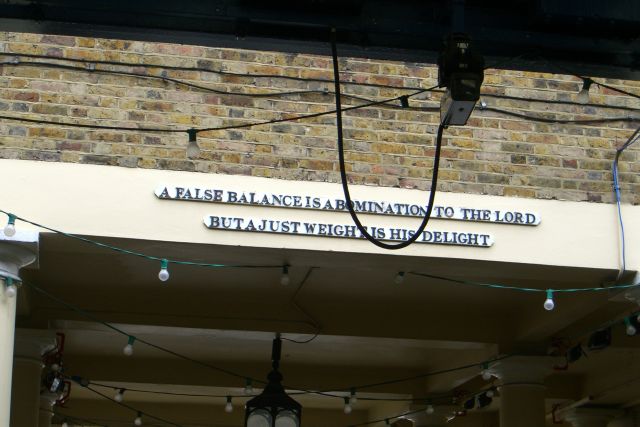 A FALSE BALANCE IS ABOMINATION TO THE LORD
BUT A JUST WEIGHT IS HIS DELIGHT